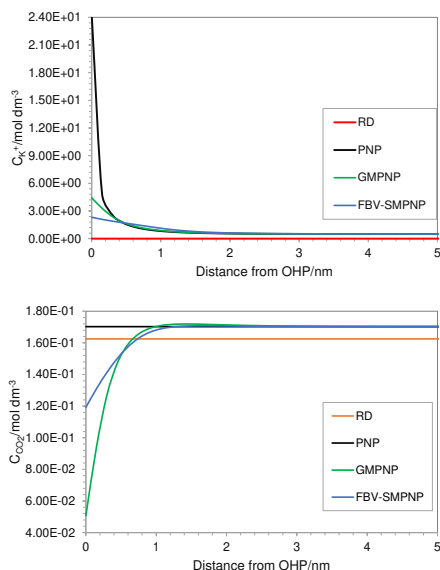 2.40E+01
2.10E+01
1.80E+01
1.50E+01
1.20E+01
9.00E+00
6.00E+00
3.00E+00
0.00E+00
C_K⁺/mol dm⁻³
RD
PNP
GMPNP
FBV-SMPNP
0 1 2 3 4 5
Distance from OHP/nm
1.80E-01
1.60E-01
1.40E-01
1.20E-01
1.00E-01
8.00E-02
6.00E-02
4.00E-02
C_CO₂/mol dm⁻³
RD
PNP
GMPNP
FBV-SMPNP
0 1 2 3 4 5
Distance from OHP/nm